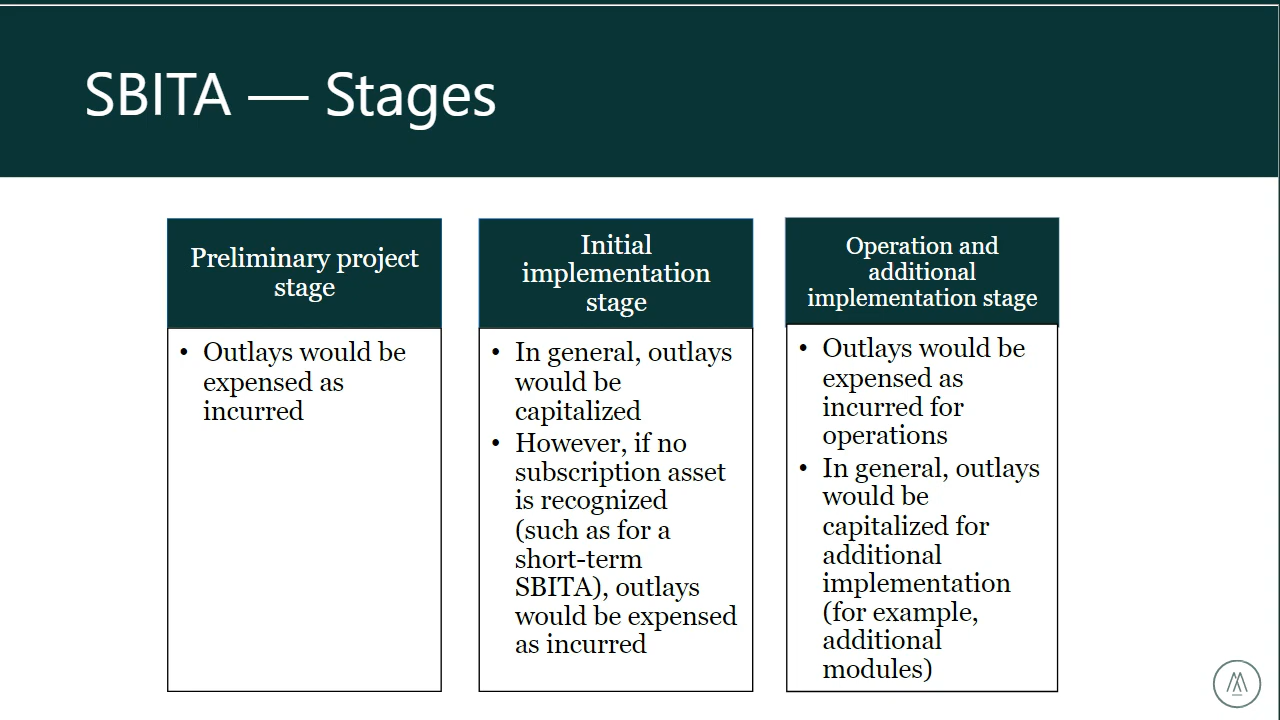 SBITA — Stages
Preliminary project
stage
• Outlays would be
expensed as
incurred
Initial
implementation
stage
• In general, outlays
would be
capitalized
• However, if no
subscription asset
is recognized
(such as for a
short-term
SBITA), outlays
would be expensed
as incurred
Operation and
additional
implementation stage
• Outlays would be
expensed as
incurred for
operations
• In general, outlays
would be
capitalized for
additional
implementation
(for example,
additional
modules)